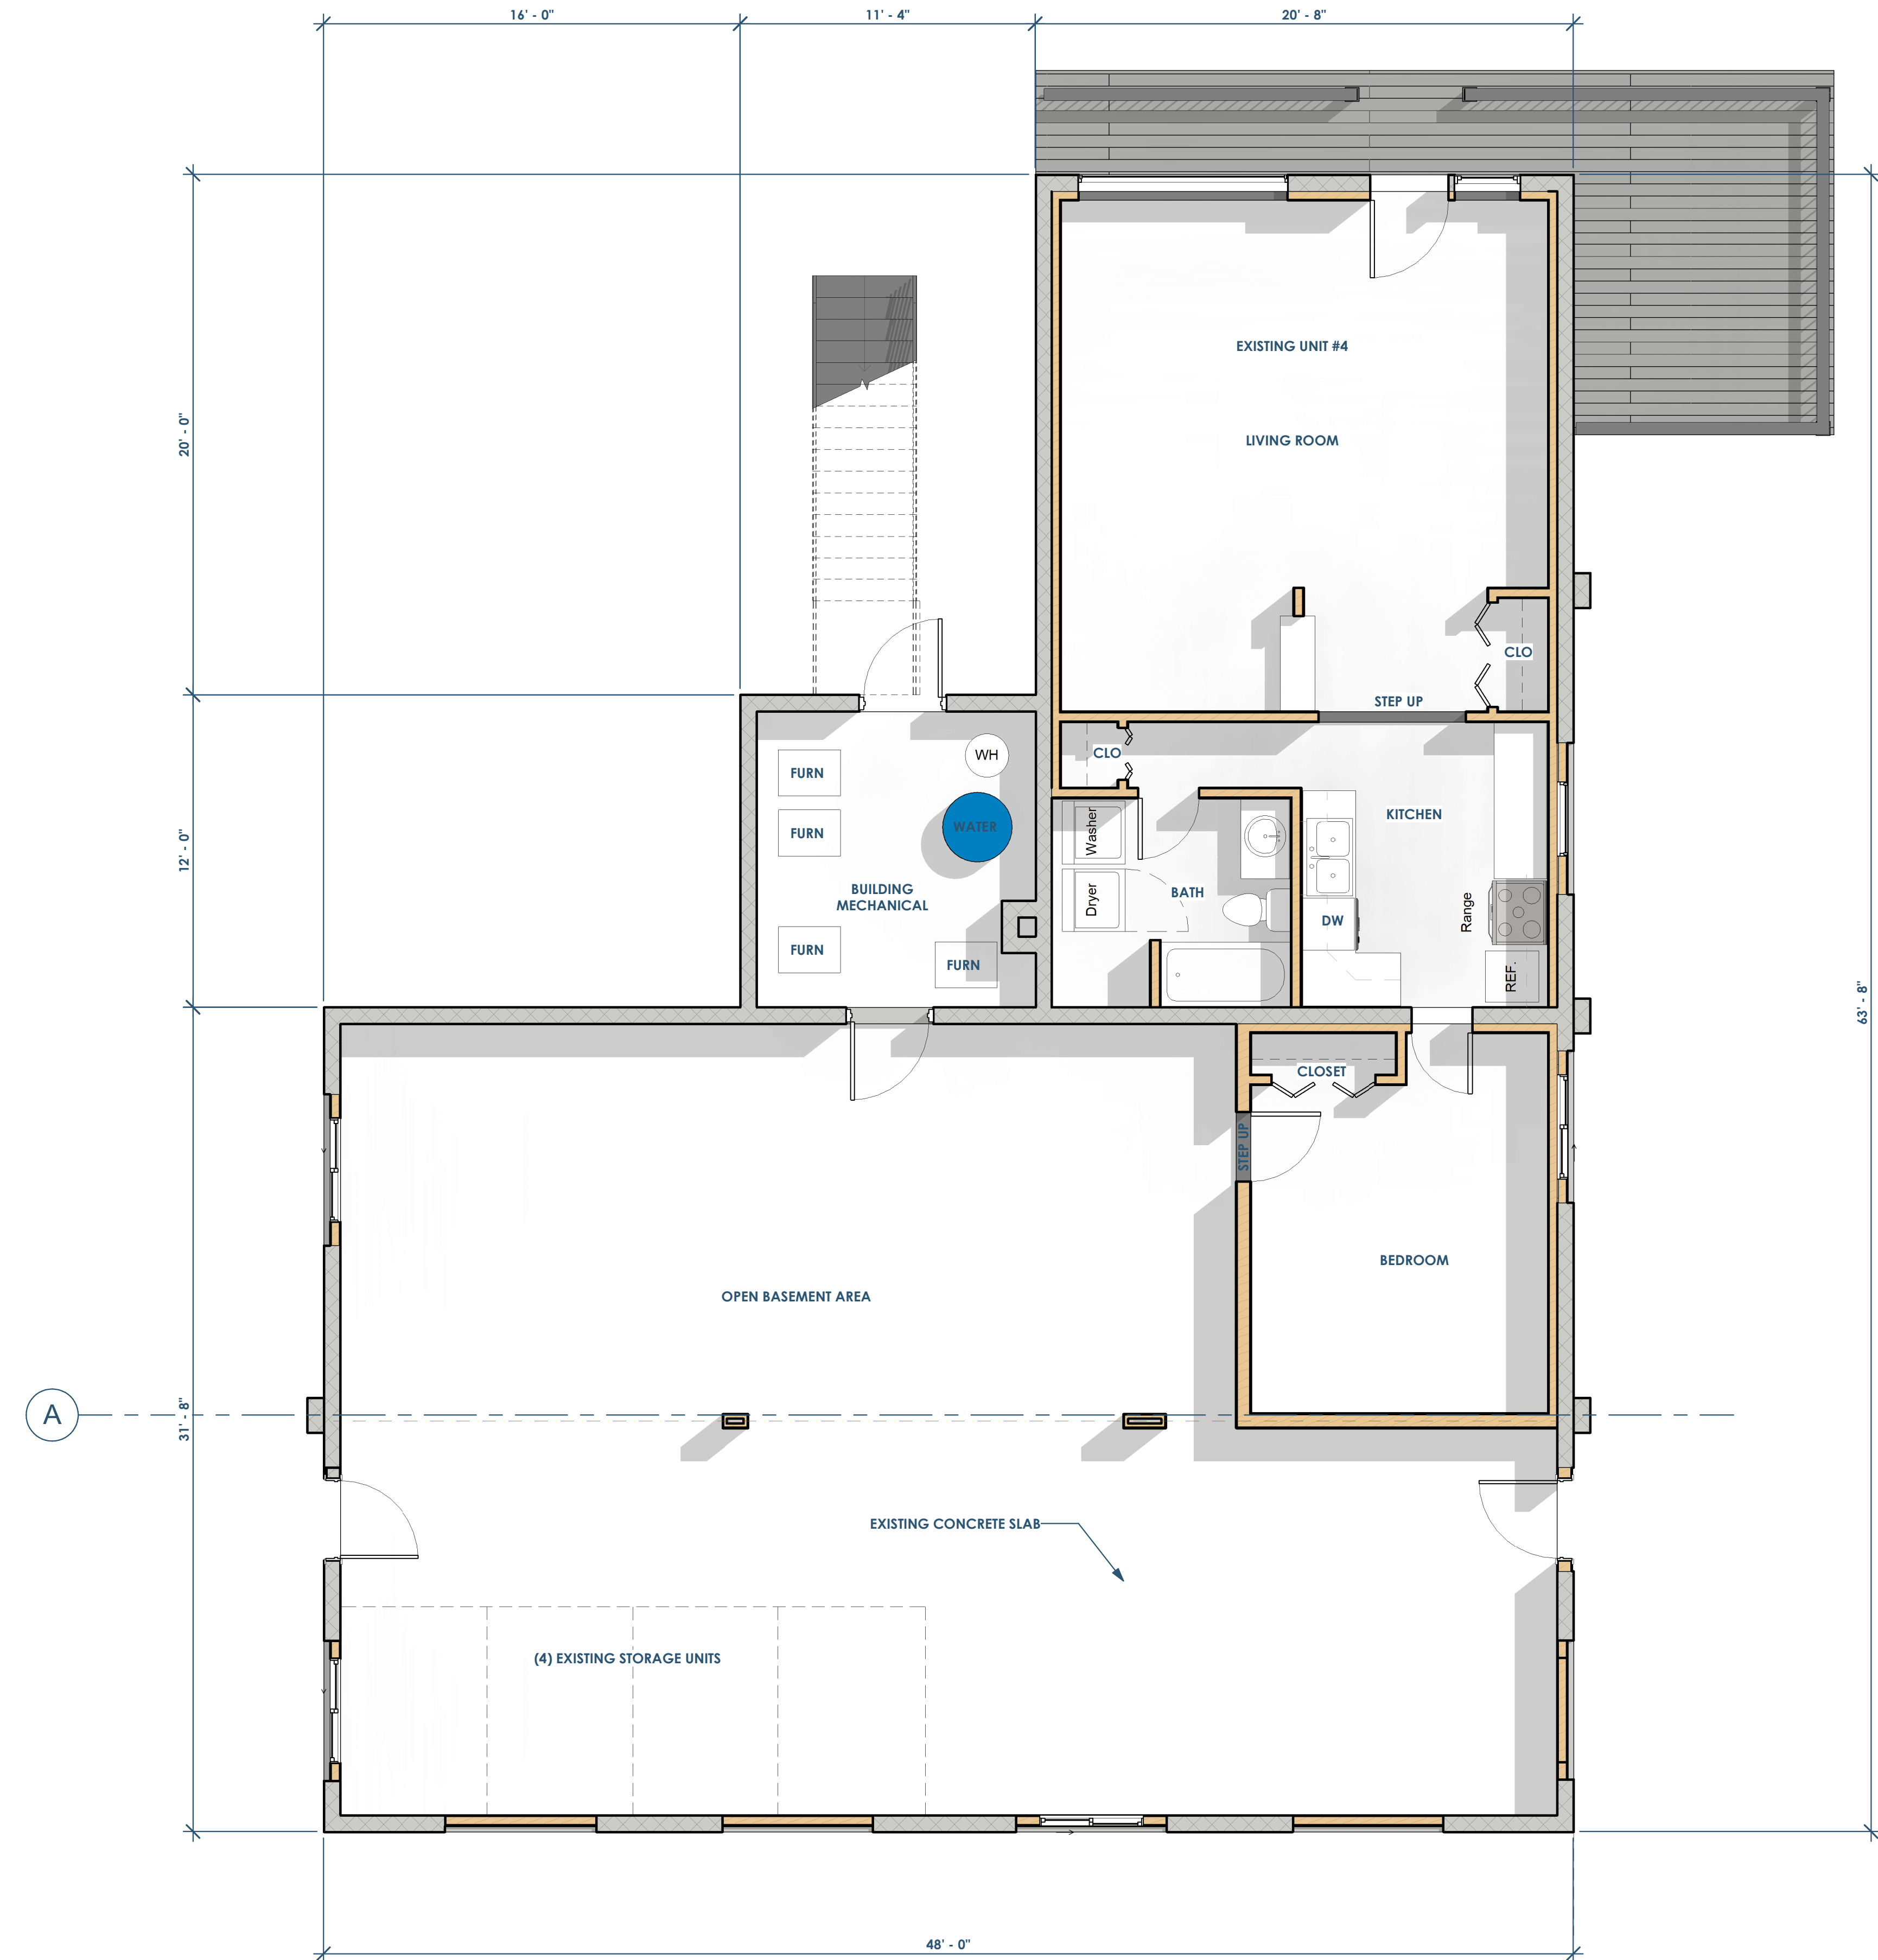 16' - 0"
11' - 4"
20' - 8"
EXISTING UNIT #4
20' - 0"
LIVING ROOM
CLO
STEP UP
CLO
WH
FURN
KITCHEN
WATER
FURN
Washer
12' - 0"
BUILDING
MECHANICAL
BATH
Dryer
DW
Range
FURN
FURN
REF.
63' - 8"
CLOSET
STEP UP
BEDROOM
OPEN BASEMENT AREA
A
31' - 8"
EXISTING CONCRETE SLAB
(4) EXISTING STORAGE UNITS
48' - 0"